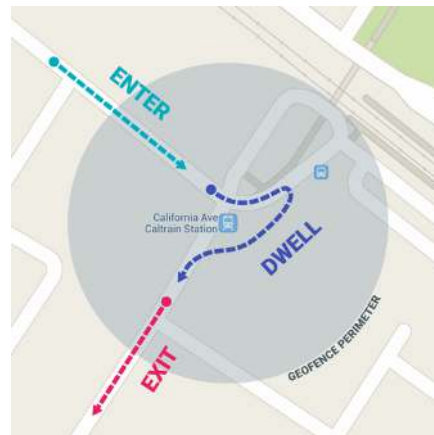 ENTER
California Ave
Caltrain Station
DWELL
EXIT
GEOFENCE PERIMETER